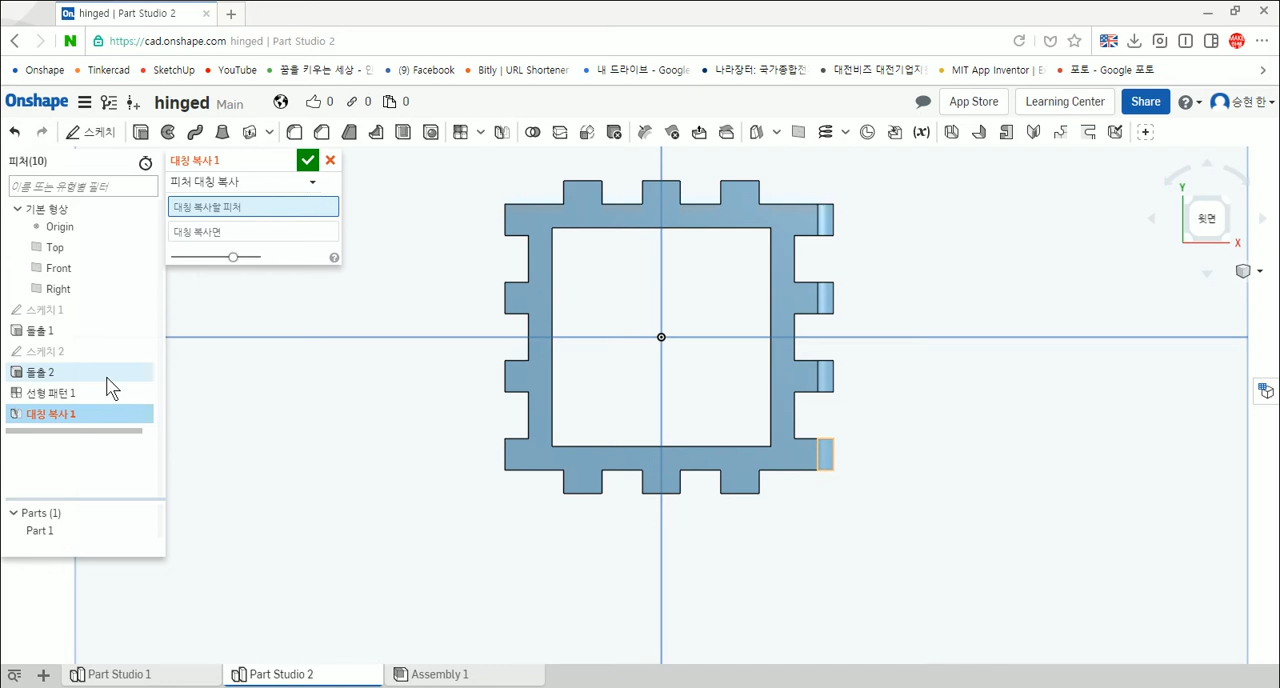 On hinged | Part Studio 2
N https://cad.onshape.com hinged | Part Studio 2
Onshape Tinkercad SketchUp YouTube 꿈을 키우는 세상 - 인 (9) Facebook Bitly | URL Shortener 내 드라이브 - Google 나라장터: 국가종합전 대전비즈 대전기업지원 MIT App Inventor | E 포토 - Google 포토
Onshape hinged Main 0 0 0 App Store Learning Center Share 승현 한
스케치 (x)
피처(10)
이름 또는 유형별 필터
기본 형상
Origin
Top
Front
Right
스케치 1
돌출 1
스케치 2
돌출 2
선형 패턴 1
대칭 복사 1
Parts (1)
Part 1
대칭 복사 1
피처 대칭 복사
대칭 복사할 피처
대칭 복사면
Y
윗면
X
Part Studio 1 Part Studio 2 Assembly 1